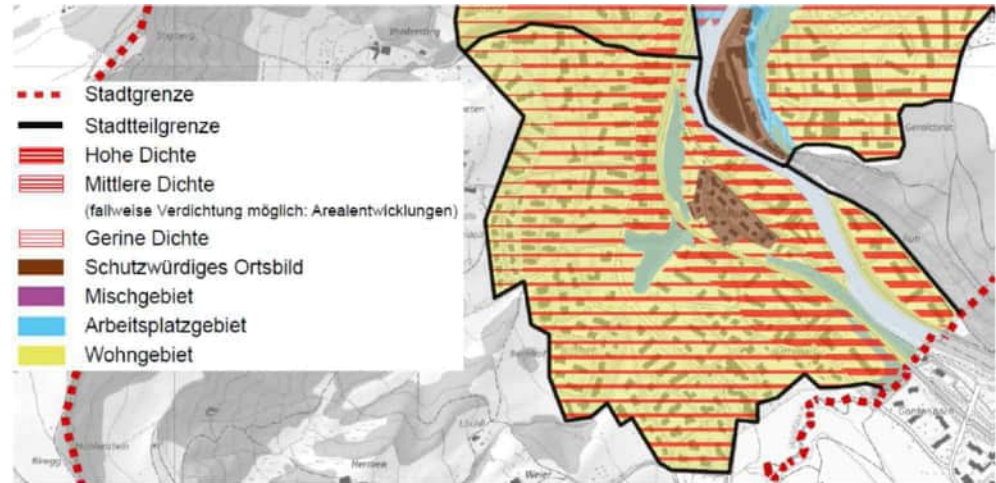 Stadtgrenze
Stadtteilgrenze
Hohe Dichte
Mittlere Dichte
(fallweise Verdichtung möglich: Arealentwicklungen)
Gerine Dichte
Schutzwürdiges Ortsbild
Mischgebiet
Arbeitsplatzgebiet
Wohngebiet